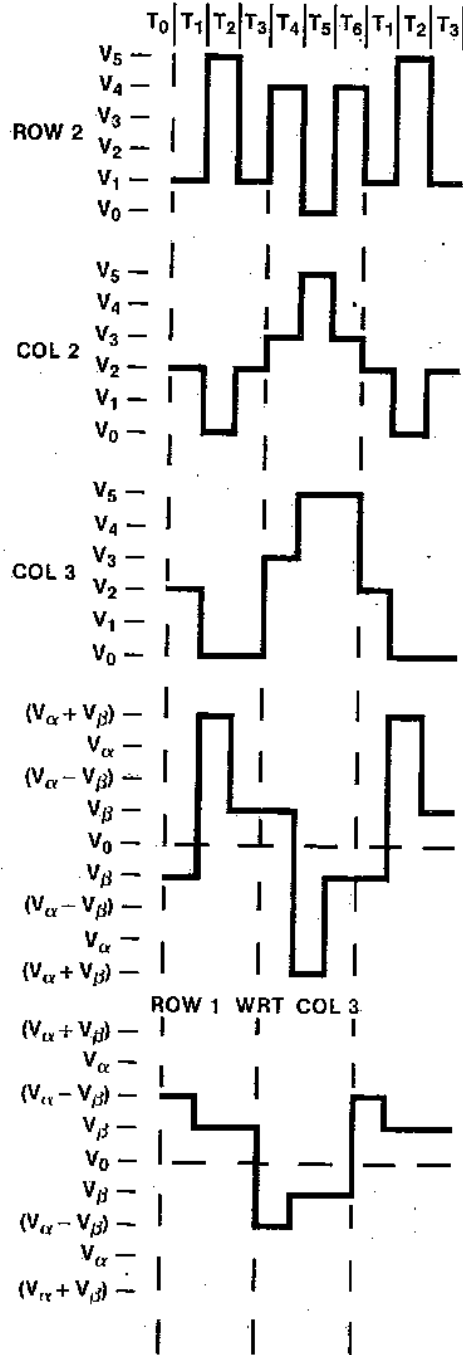 T₀ T₁ T₂ T₃ T₄ T₅ T₆ T₁ T₂ T₃
V₅
V₄
V₃
ROW 2
V₂
V₁
V₀
V₅
V₄
V₃
COL 2
V₂
V₁
V₀
V₅
V₄
V₃
COL 3
V₂
V₁
V₀
(Vα + Vβ)
Vα
(Vα − Vβ)
Vβ
V₀
Vβ
(Vα − Vβ)
Vα
(Vα + Vβ)
ROW 1 WRT COL 3
(Vα + Vβ)
Vα
(Vα − Vβ)
Vβ
V₀
Vβ
(Vα − Vβ)
Vα
(Vα + Vβ)